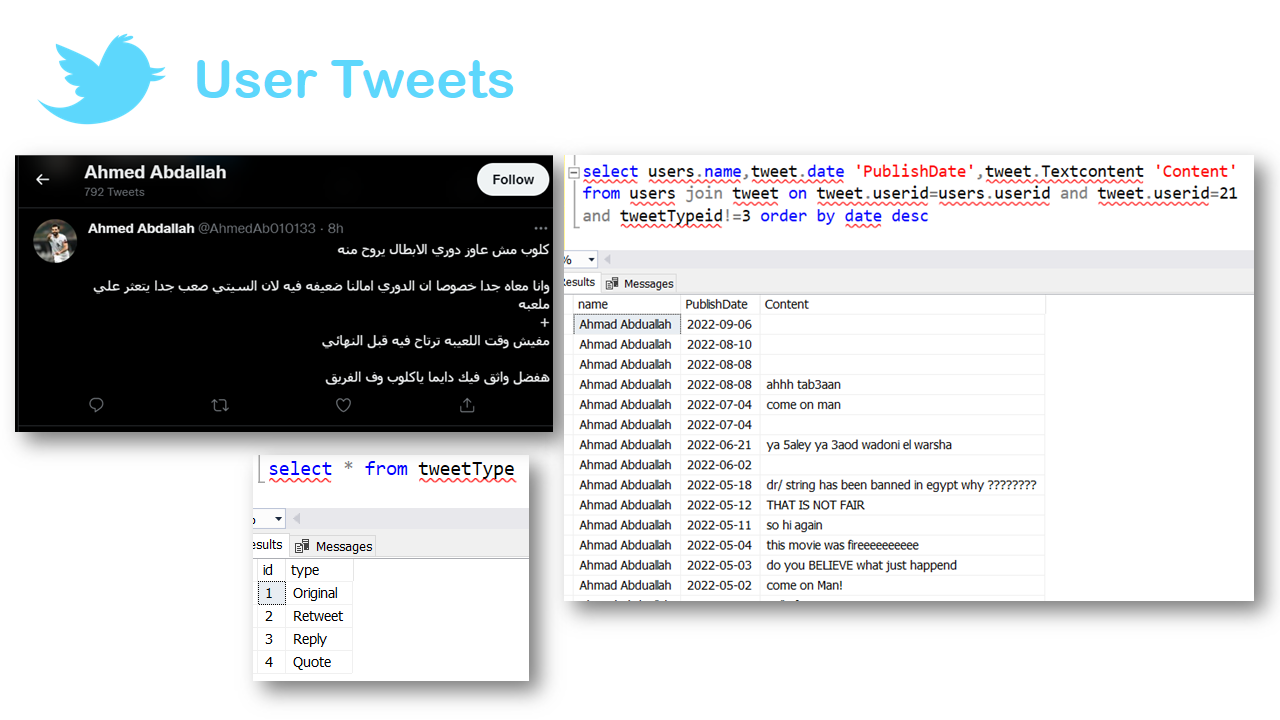 User Tweets
Ahmed Abdallah
792 Tweets
Follow
Ahmed Abdallah @AhmedAb010133 · 8h
كلوب مش عاوز دوري الابطال يروح منه
وانا معاه جدا خصوصا ان الدوري امالنا ضعيفه فيه لان السيتي صعب جدا يتعثر علي
ملعبه
+
مفيش وقت اللعيبه ترتاح فيه قبل النهائي
هفضل واثق فيك دايما ياكلوب وف الفريق
select users.name,tweet.date 'PublishDate',tweet.Textcontent 'Content'
from users join tweet on tweet.userid=users.userid and tweet.userid=21
and tweetTypeid!=3 order by date desc
%
esults Messages
name PublishDate Content
Ahmad Abduallah 2022-09-06
Ahmad Abduallah 2022-08-10
Ahmad Abduallah 2022-08-08
Ahmad Abduallah 2022-08-08 ahhh tab3aan
Ahmad Abduallah 2022-07-04 come on man
Ahmad Abduallah 2022-07-04
Ahmad Abduallah 2022-06-21 ya 5aley ya 3aod wadoni el warsha
Ahmad Abduallah 2022-06-02
Ahmad Abduallah 2022-05-18 dr/ string has been banned in egypt why ????????
Ahmad Abduallah 2022-05-12 THAT IS NOT FAIR
Ahmad Abduallah 2022-05-11 so hi again
Ahmad Abduallah 2022-05-04 this movie was fireeeeeeeeee
Ahmad Abduallah 2022-05-03 do you BELIEVE what just happend
Ahmad Abduallah 2022-05-02 come on Man!
select * from tweetType
esults Messages
id type
1 Original
2 Retweet
3 Reply
4 Quote